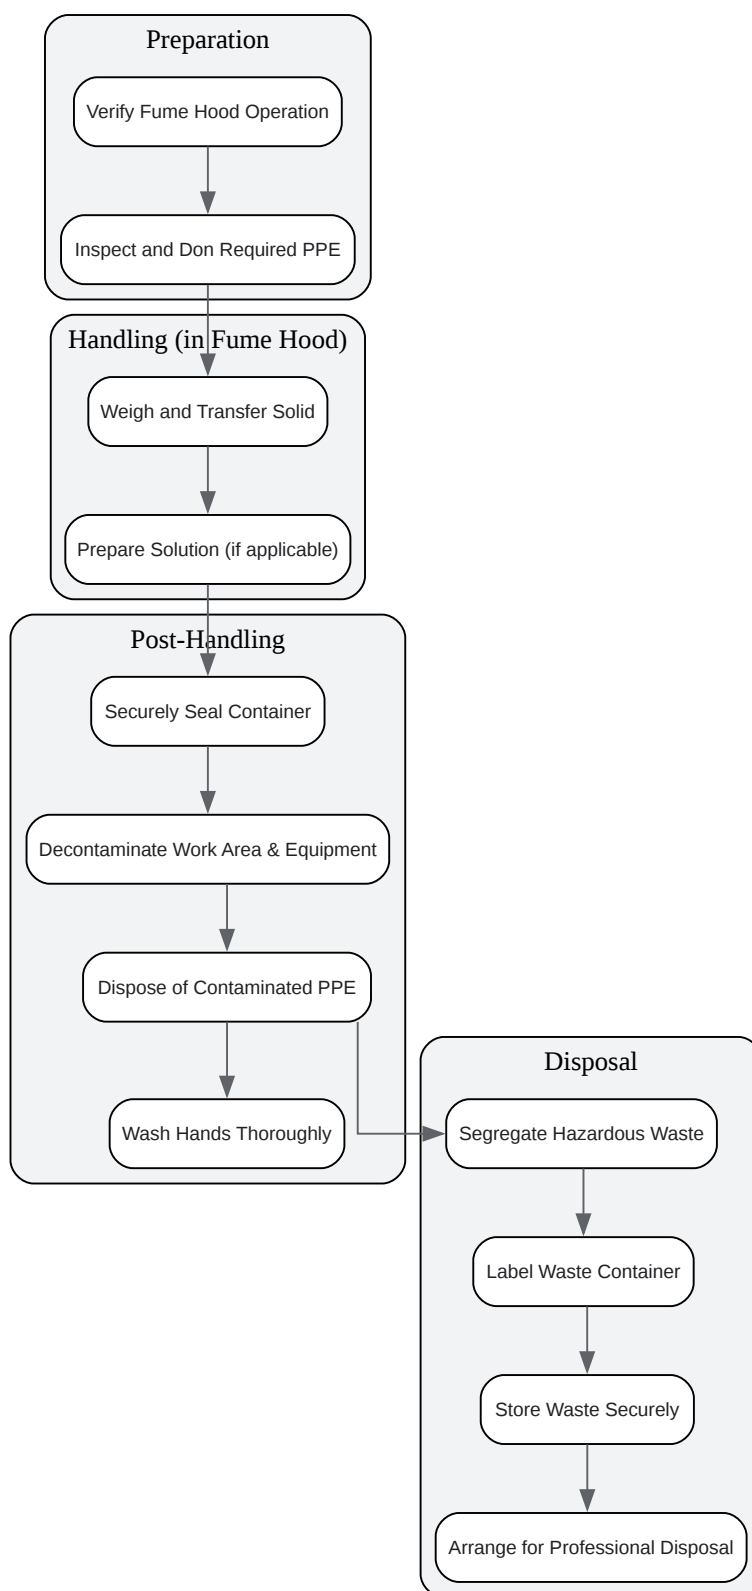 Preparation
Verify Fume Hood Operation
Inspect and Don Required PPE
Handling (in Fume Hood)
Weigh and Transfer Solid
Prepare Solution (if applicable)
Post-Handling
Securely Seal Container
Decontaminate Work Area & Equipment
Dispose of Contaminated PPE
Wash Hands Thoroughly
Disposal
Segregate Hazardous Waste
Label Waste Container
Store Waste Securely
Arrange for Professional Disposal